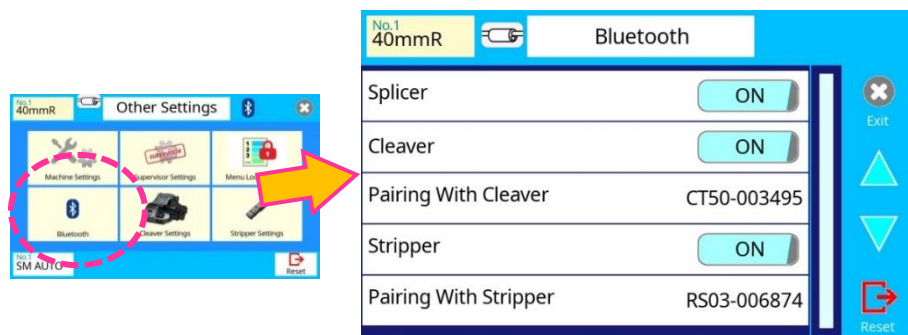 No.1
40mmR
Other Settings
Machine Settings
Supervisor Settings
Bluetooth
Cleaver Settings
Stripper Settings
No.1
SM AUTO
Reset
No.1
40mmR
Bluetooth
Splicer
ON
Exit
Cleaver
ON
Pairing With Cleaver
CT50-003495
Stripper
ON
Pairing With Stripper
RS03-006874
Reset